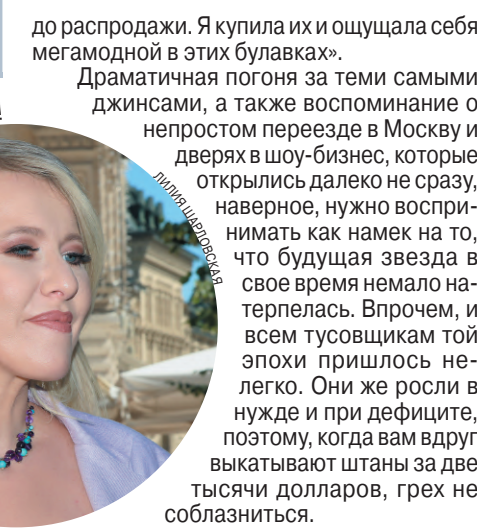 до распродажи. Я купила их и ощущала себя
мегамодной в этих булавках».
Драматичная погоня за теми самыми
джинсами, а также воспоминание о
непростом переезде в Москву и
дверях в шоу-бизнес, которые
открылись далеко не сразу,
наверное, нужно воспри-
нимать как намек на то,
что будущая звезда в
свое время немало на-
терпелась. Впрочем, и
всем тусовщикам той
эпохи пришлось не-
легко. Они же росли в
нужде и при дефиците,
поэтому, когда вам вдруг
выкатывают штаны за две
тысячи долларов, грех не
соблазниться.
ЛИЛИЯ ШАРЛОВСКАЯ